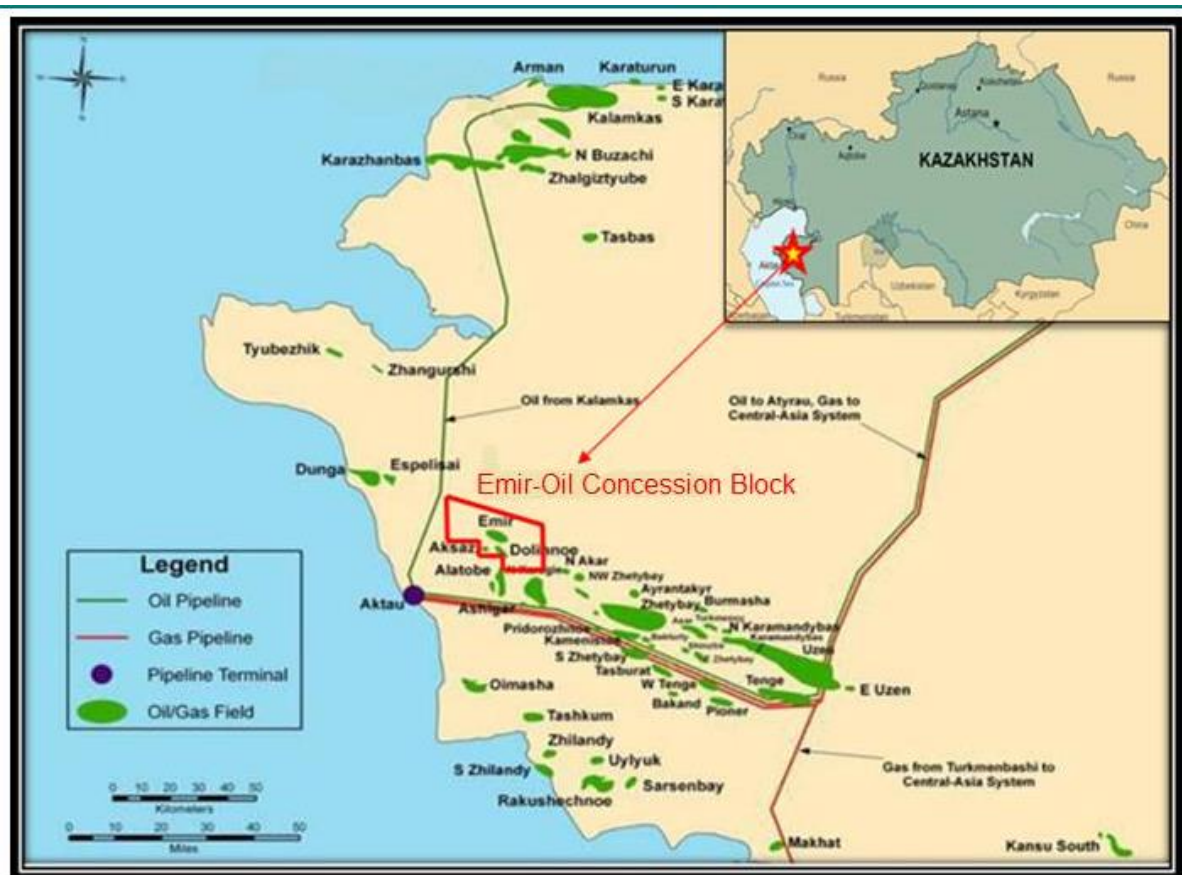 Arman
Karaturun
E Kara
S Karat
Kalamkas
Karazhanbas
N Buzachi
Zhalgiztyube
Tasbas
Russia
Russia
Astana
KAZAKHSTAN
China
Uzbekistan
Kyrgyzstan
Turkmenistan
Tyubezhik
Zhangurshi
Oil from Kalamkas
Oil to Atyrau, Gas to
Central-Asia System
Dunga
Espelisai
Emir-Oil Concession Block
Emir
Aksaz
Dolinnoe
N Akar
Alatobe
NW Zhetybay
Ayrantakyr
Aktau
Ashigar
Zhetybay
Burmasha
Asar
N Karamandybas
Pridorozhnoe
Karamandybas
Kamenistoe
Uzen
S Zhetybay
E Zhetybay
Tasburat
Oimasha
W Tenge
Tenge
E Uzen
Bakand
Pioner
Tashkum
Zhilandy
Uylyuk
S Zhilandy
Sarsenbay
Rakushechnoe
Gas from Turkmenbashi to
Central-Asia System
Makhat
Kansu South
Legend
Oil Pipeline
Gas Pipeline
Pipeline Terminal
Oil/Gas Field
0 10 20 30 40 50
Kilometers
0 10 20 30 40 50
Miles